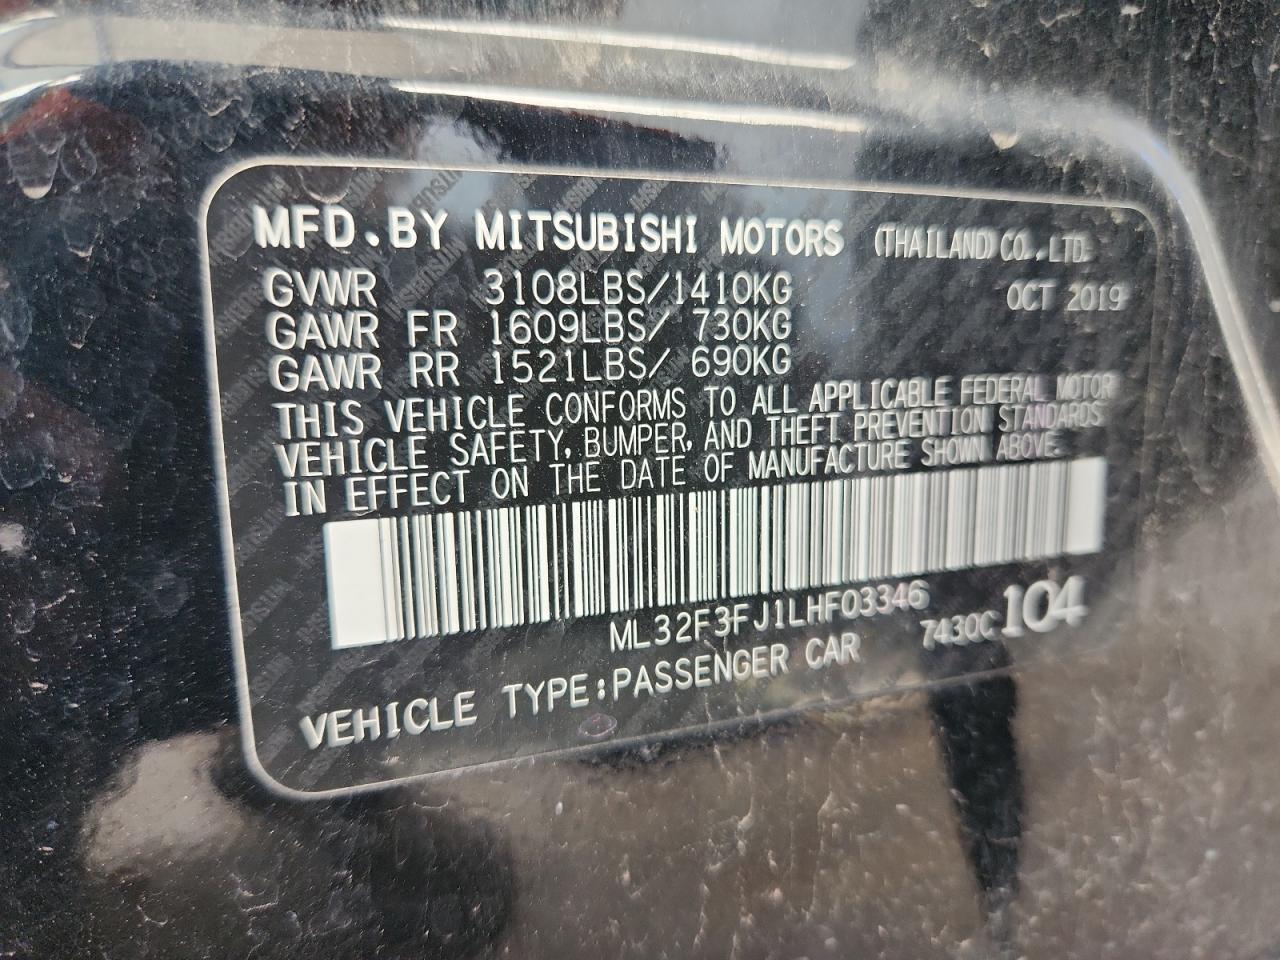 MFD.BY MITSUBISHI MOTORS (THAILAND) CO.,LTD.
GVWR 3108LBS/1410KG OCT 2019
GAWR FR 1609LBS/ 730KG
GAWR RR 1521LBS/ 690KG
THIS VEHICLE CONFORMS TO ALL APPLICABLE FEDERAL MOTOR
VEHICLE SAFETY, BUMPER, AND THEFT PREVENTION STANDARDS
IN EFFECT ON THE DATE OF MANUFACTURE SHOWN ABOVE.
ML32F3FJ1LHF03346
7430C 104
VEHICLE TYPE:PASSENGER CAR